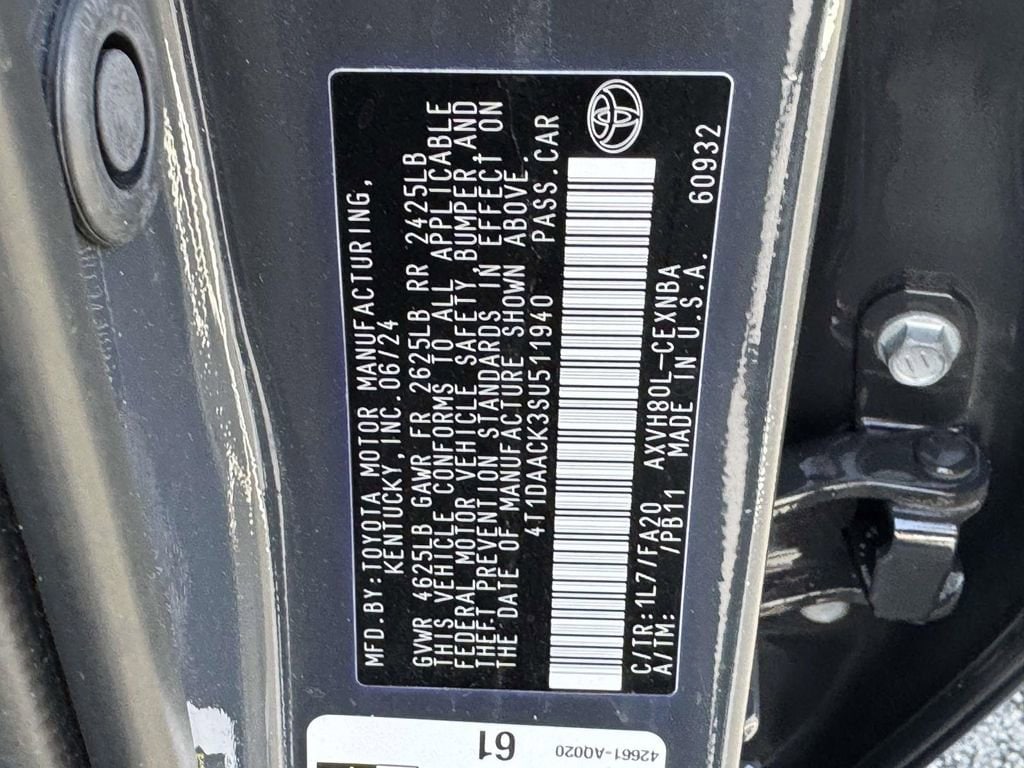 MFD.BY:TOYOTA MOTOR MANUFACTURING,
KENTUCKY,INC.06/24
GVWR 4625LB GAWR FR 2625LB RR 2425LB
THIS VEHICLE CONFORMS TO ALL APPLICABLE
FEDERAL MOTOR VEHICLE SAFETY, BUMPER, AND
THEFT PREVENTION STANDARDS IN EFFECT ON
THE DATE OF MANUFACTURE SHOWN ABOVE.
4T1DAACK3SU511940 PASS.CAR
C/TR:1L7/FA20 AXVH80L-CEXNBA
A/TM: /PB11 MADE IN U.S.A. 60932
61
42661-AQ020